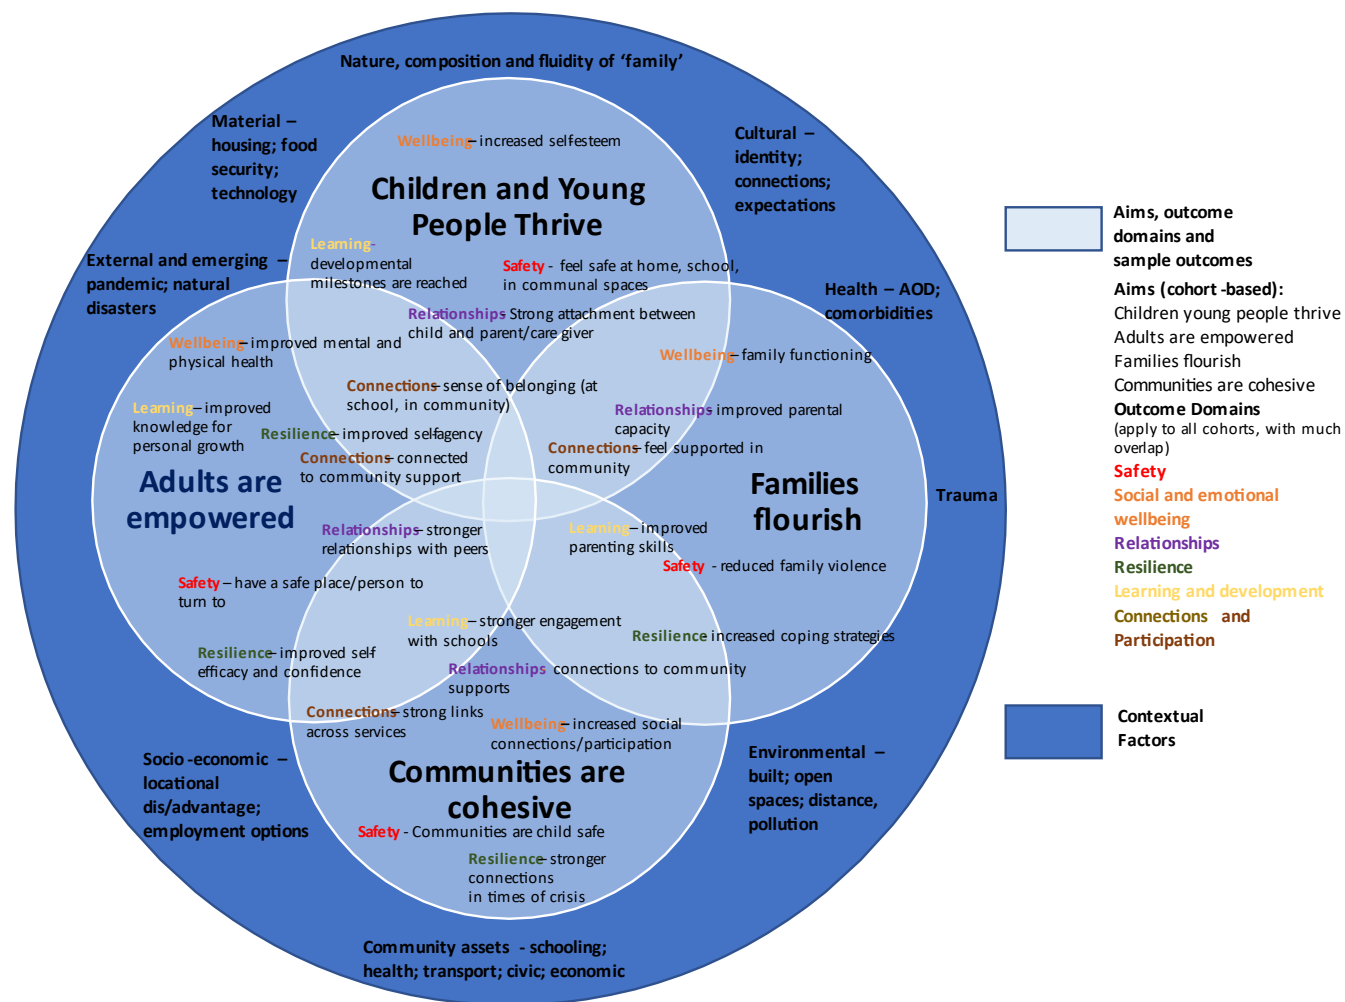 Nature, composition and fluidity of ‘family’
Material –
housing; food
security;
technology
Cultural –
identity;
connections;
expectations
Wellbeing – increased selfesteem
Children and Young
People Thrive
Learning-
developmental
milestones are reached
Safety - feel safe at home, school,
in communal spaces
Relationships - Strong attachment between
child and parent/care giver
External and emerging –
pandemic; natural
disasters
Health – AOD;
comorbidities
Wellbeing – improved mental and
physical health
Wellbeing – family functioning
Connections – sense of belonging (at
school, in community)
Learning – improved
knowledge for
personal growth
Resilience – improved self-agency
Connections – connected
to community support
Relationships - improved parental
capacity
Connections – feel supported in
community
Adults are
empowered
Families
flourish
Trauma
Relationships – stronger
relationships with peers
Learning – improved
parenting skills
Safety - reduced family violence
Safety – have a safe place/person to
turn to
Learning – stronger engagement
with schools
Resilience increased coping strategies
Resilience – improved self
efficacy and confidence
Relationships connections to community
supports
Connections – strong links
across services
Wellbeing – increased social
connections/participation
Communities are
cohesive
Safety - Communities are child safe
Resilience – stronger
connections
in times of crisis
Socio -economic –
locational
dis/advantage;
employment options
Environmental –
built; open
spaces; distance,
pollution
Community assets - schooling;
health; transport; civic; economic
Aims, outcome
domains and
sample outcomes
Aims (cohort -based):
Children young people thrive
Adults are empowered
Families flourish
Communities are cohesive
Outcome Domains
(apply to all cohorts, with much
overlap)
Safety
Social and emotional
wellbeing
Relationships
Resilience
Learning and development
Connections and
Participation
Contextual
Factors